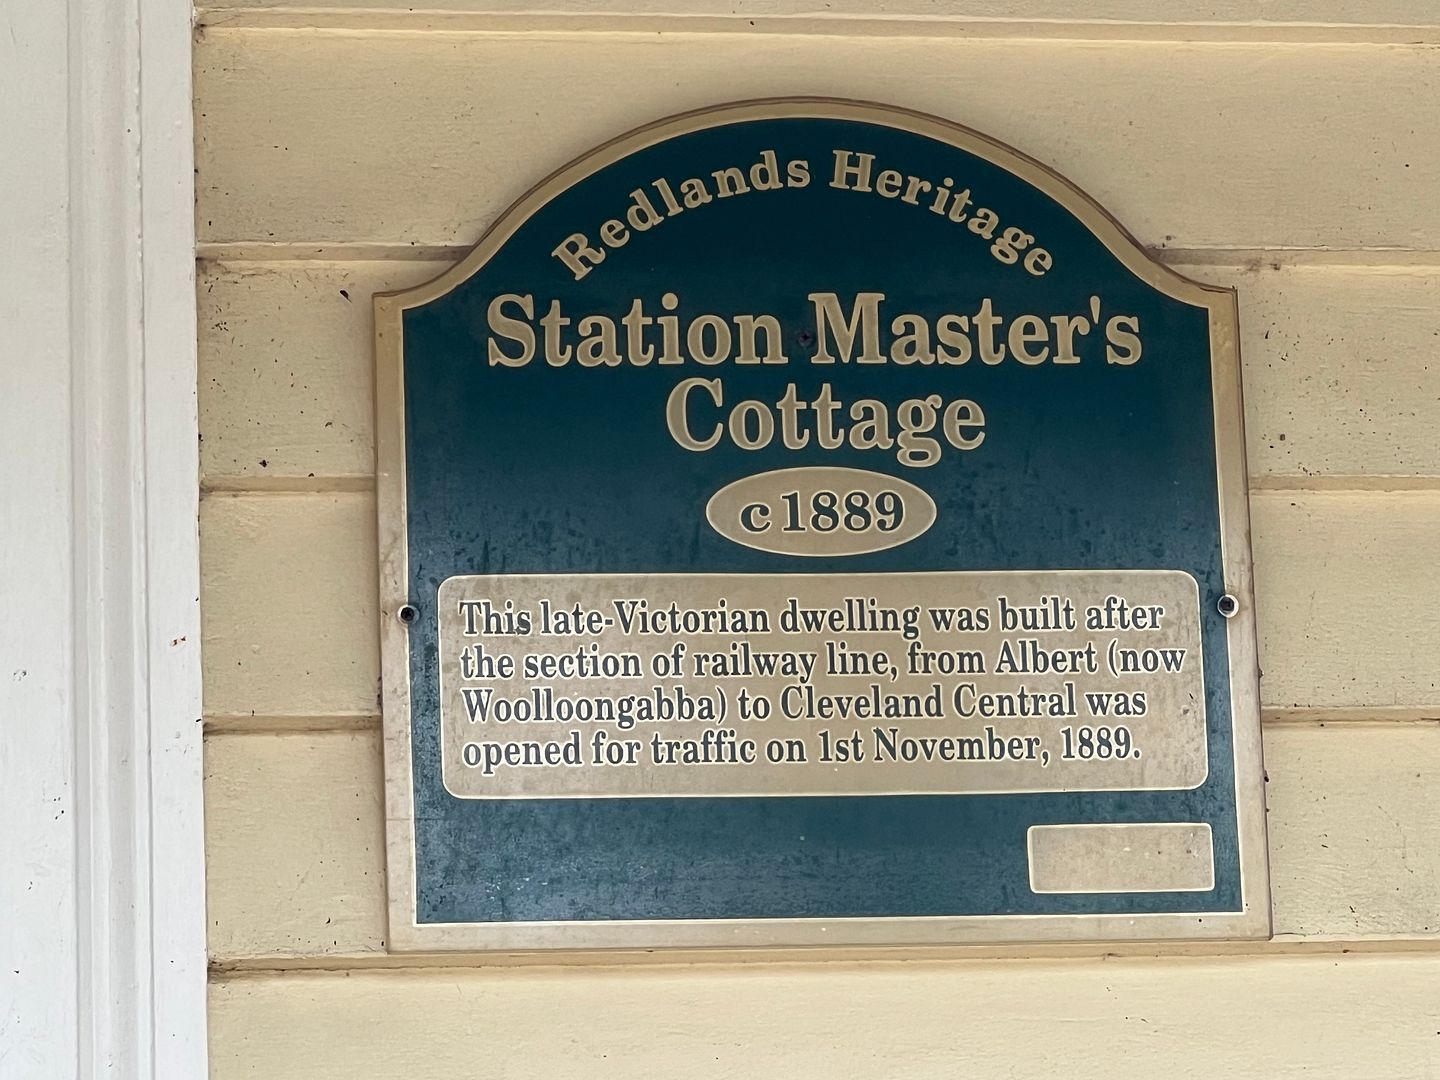 Redlands Heritage
Station Master's
Cottage
c1889
This late-Victorian dwelling was built after
the section of railway line, from Albert (now
Woolloongabba) to Cleveland Central was
opened for traffic on 1st November, 1889.